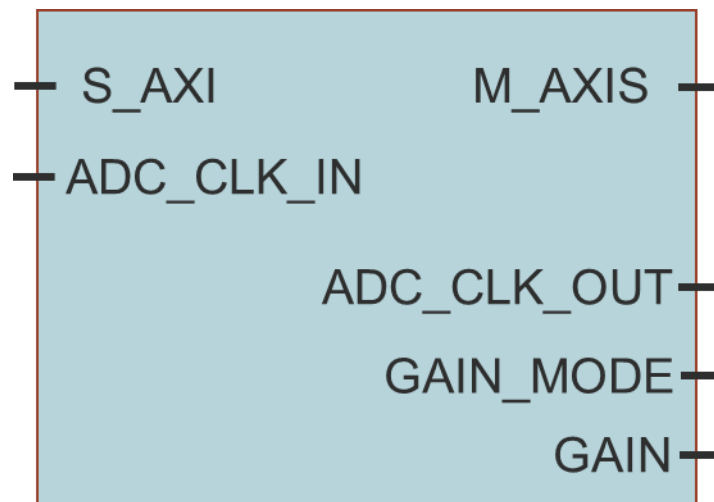 S_AXI
M_AXIS
ADC_CLK_IN
ADC_CLK_OUT
GAIN_MODE
GAIN